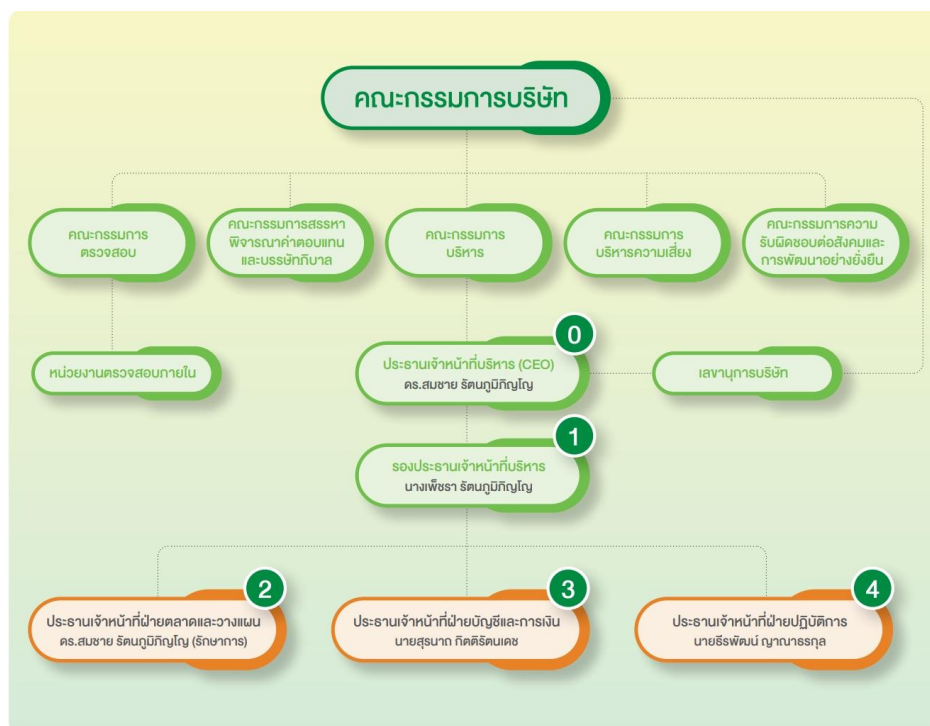 คณะกรรมการบริษัท
คณะกรรมการ
ตรวจสอบ
คณะกรรมการสรรหา
พิจารณาค่าตอบแทน
และบรรษัทภิบาล
คณะกรรมการ
บริหาร
คณะกรรมการ
บริหารความเสี่ยง
คณะกรรมการความ
รับผิดชอบต่อสังคมและ
การพัฒนาอย่างยั่งยืน
หน่วยงานตรวจสอบภายใน
0
ประธานเจ้าหน้าที่บริหาร (CEO)
ดร.สมชาย รัตนภูมิภิญโญ
เลขานุการบริษัท
1
รองประธานเจ้าหน้าที่บริหาร
นางเพ็ชรา รัตนภูมิภิญโญ
2
ประธานเจ้าหน้าที่ฝ่ายตลาดและวางแผน
ดร.สมชาย รัตนภูมิภิญโญ (รักษาการ)
3
ประธานเจ้าหน้าที่ฝ่ายบัญชีและการเงิน
นายสุรนาถ กิตติรัตนเดช
4
ประธานเจ้าหน้าที่ฝ่ายปฏิบัติการ
นายธีรพัฒน์ ญาณาธรกุล